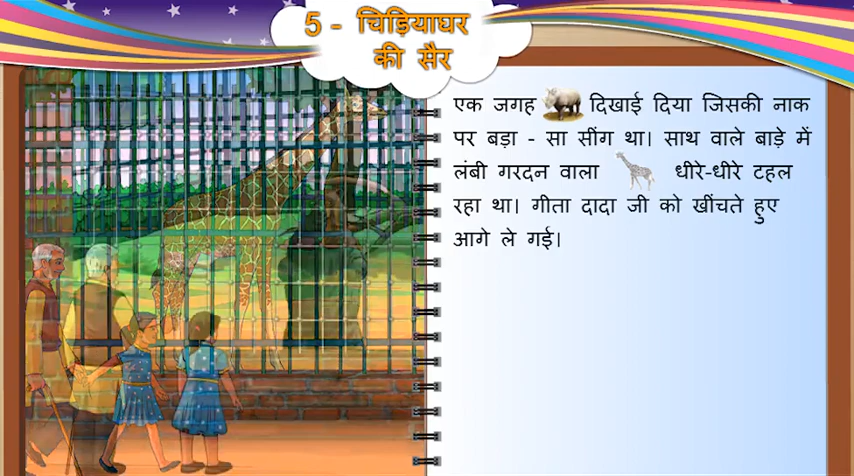 5 - चिड़ियाघर
की सैर
एक जगह दिखाई दिया जिसकी नाक
पर बड़ा - सा सींग था। साथ वाले बाड़े में
लंबी गरदन वाला धीरे-धीरे टहल
रहा था। गीता दादा जी को खींचते हुए
आगे ले गई।